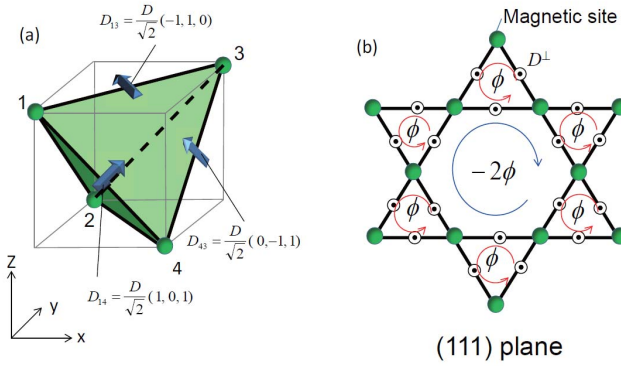 (a)
D₁₃ = D/√2 (-1, 1, 0)
3
1
2
4
D₄₃ = D/√2 (0, -1, 1)
D₁₄ = D/√2 (1, 0, 1)
z
y
x
Magnetic site
(b)
D⊥
ϕ
ϕ
ϕ
-2ϕ
ϕ
ϕ
ϕ
(111) plane